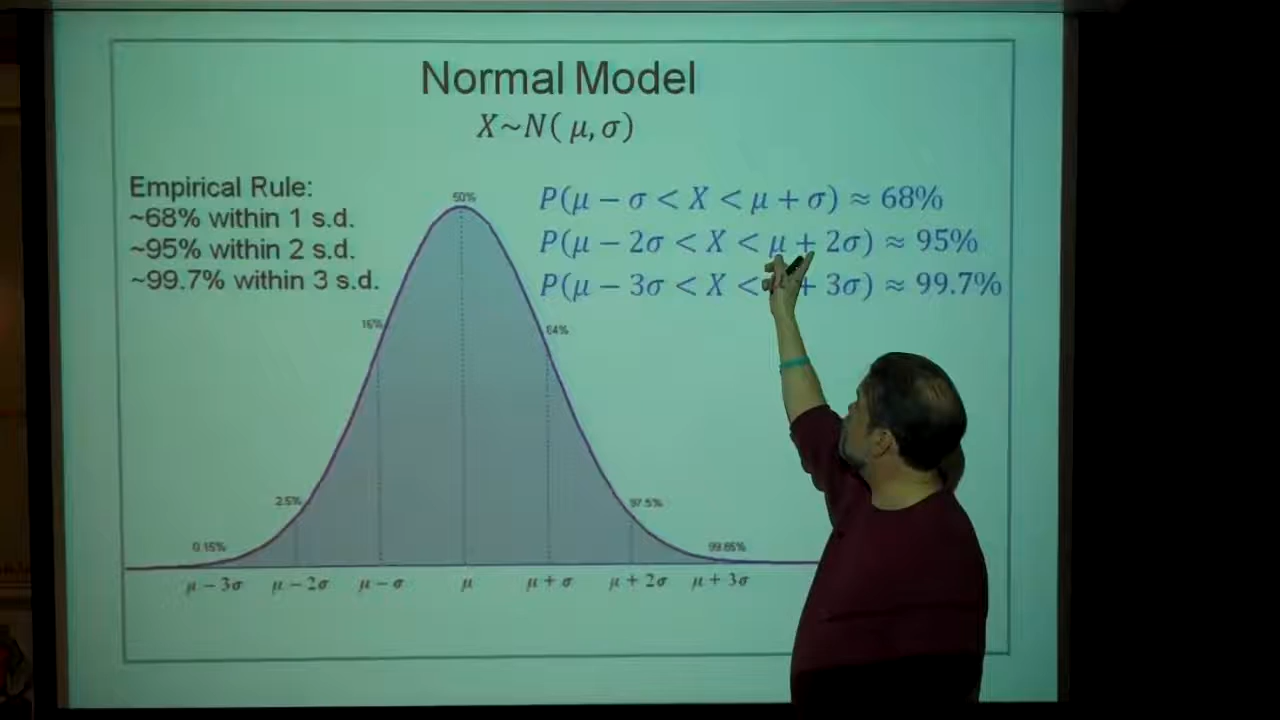 Normal Model
X~N( μ, σ)
Empirical Rule:
~68% within 1 s.d.
~95% within 2 s.d.
~99.7% within 3 s.d.
P(μ − σ < X < μ + σ) ≈ 68%
P(μ − 2σ < X < μ + 2σ) ≈ 95%
P(μ − 3σ < X < μ + 3σ) ≈ 99.7%
50%
16%
84%
2.5%
97.5%
0.15%
99.85%
μ − 3σ μ − 2σ μ − σ μ μ + σ μ + 2σ μ + 3σ